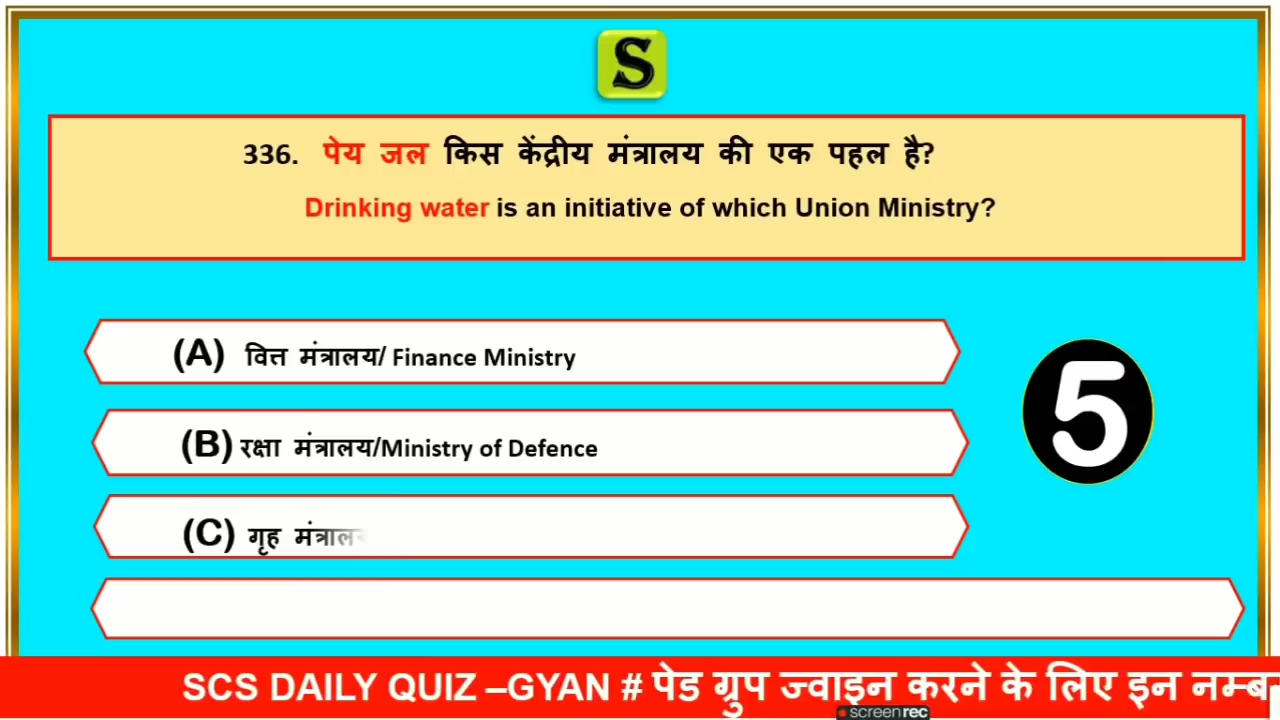 S
336. पेय जल किस केंद्रीय मंत्रालय की एक पहल है?
Drinking water is an initiative of which Union Ministry?
(A) वित्त मंत्रालय/ Finance Ministry
(B) रक्षा मंत्रालय/Ministry of Defence
5
(C) गृह मंत्रालय
SCS DAILY QUIZ –GYAN # पेड ग्रुप ज्वाइन करने के लिए इन
screenrec